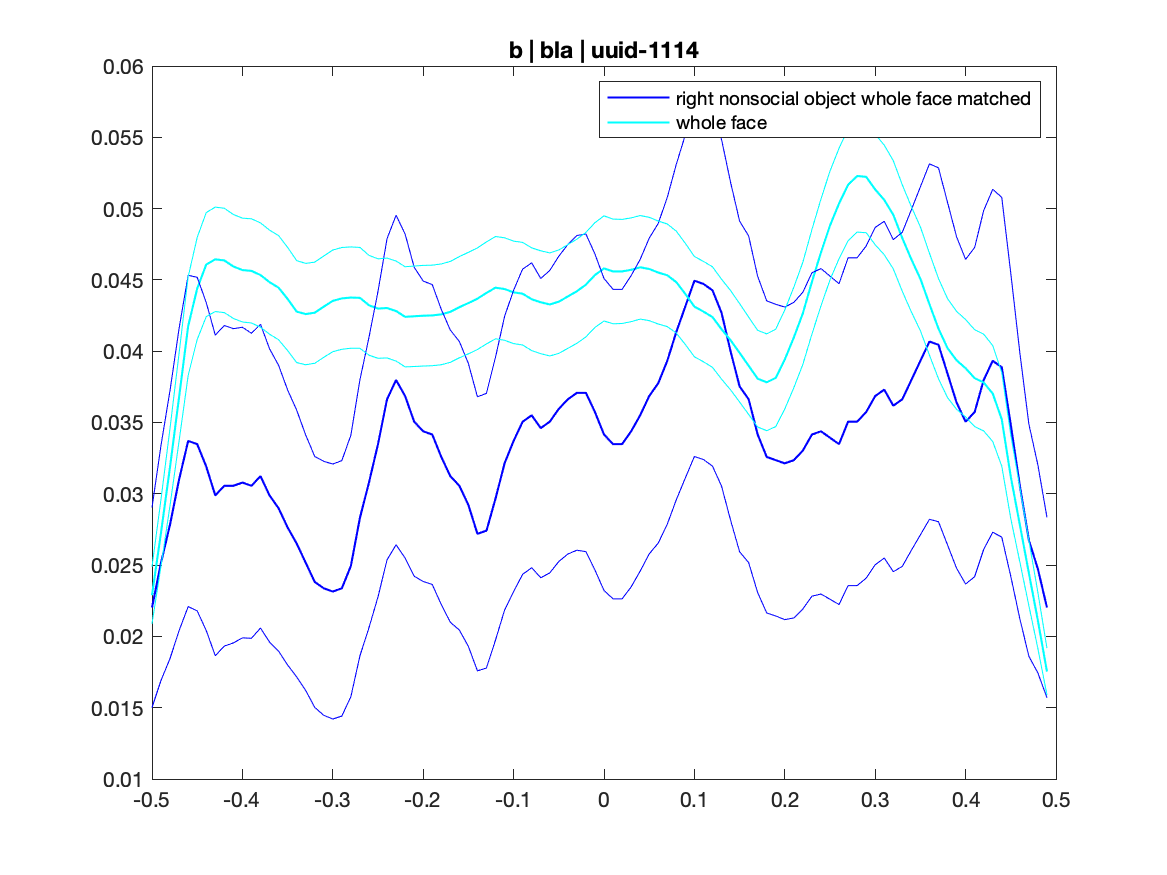 b | bla | uuid-1114
right nonsocial object whole face matched
whole face
0.06
0.055
0.05
0.045
0.04
0.035
0.03
0.025
0.02
0.015
0.01
-0.5 -0.4 -0.3 -0.2 -0.1 0 0.1 0.2 0.3 0.4 0.5